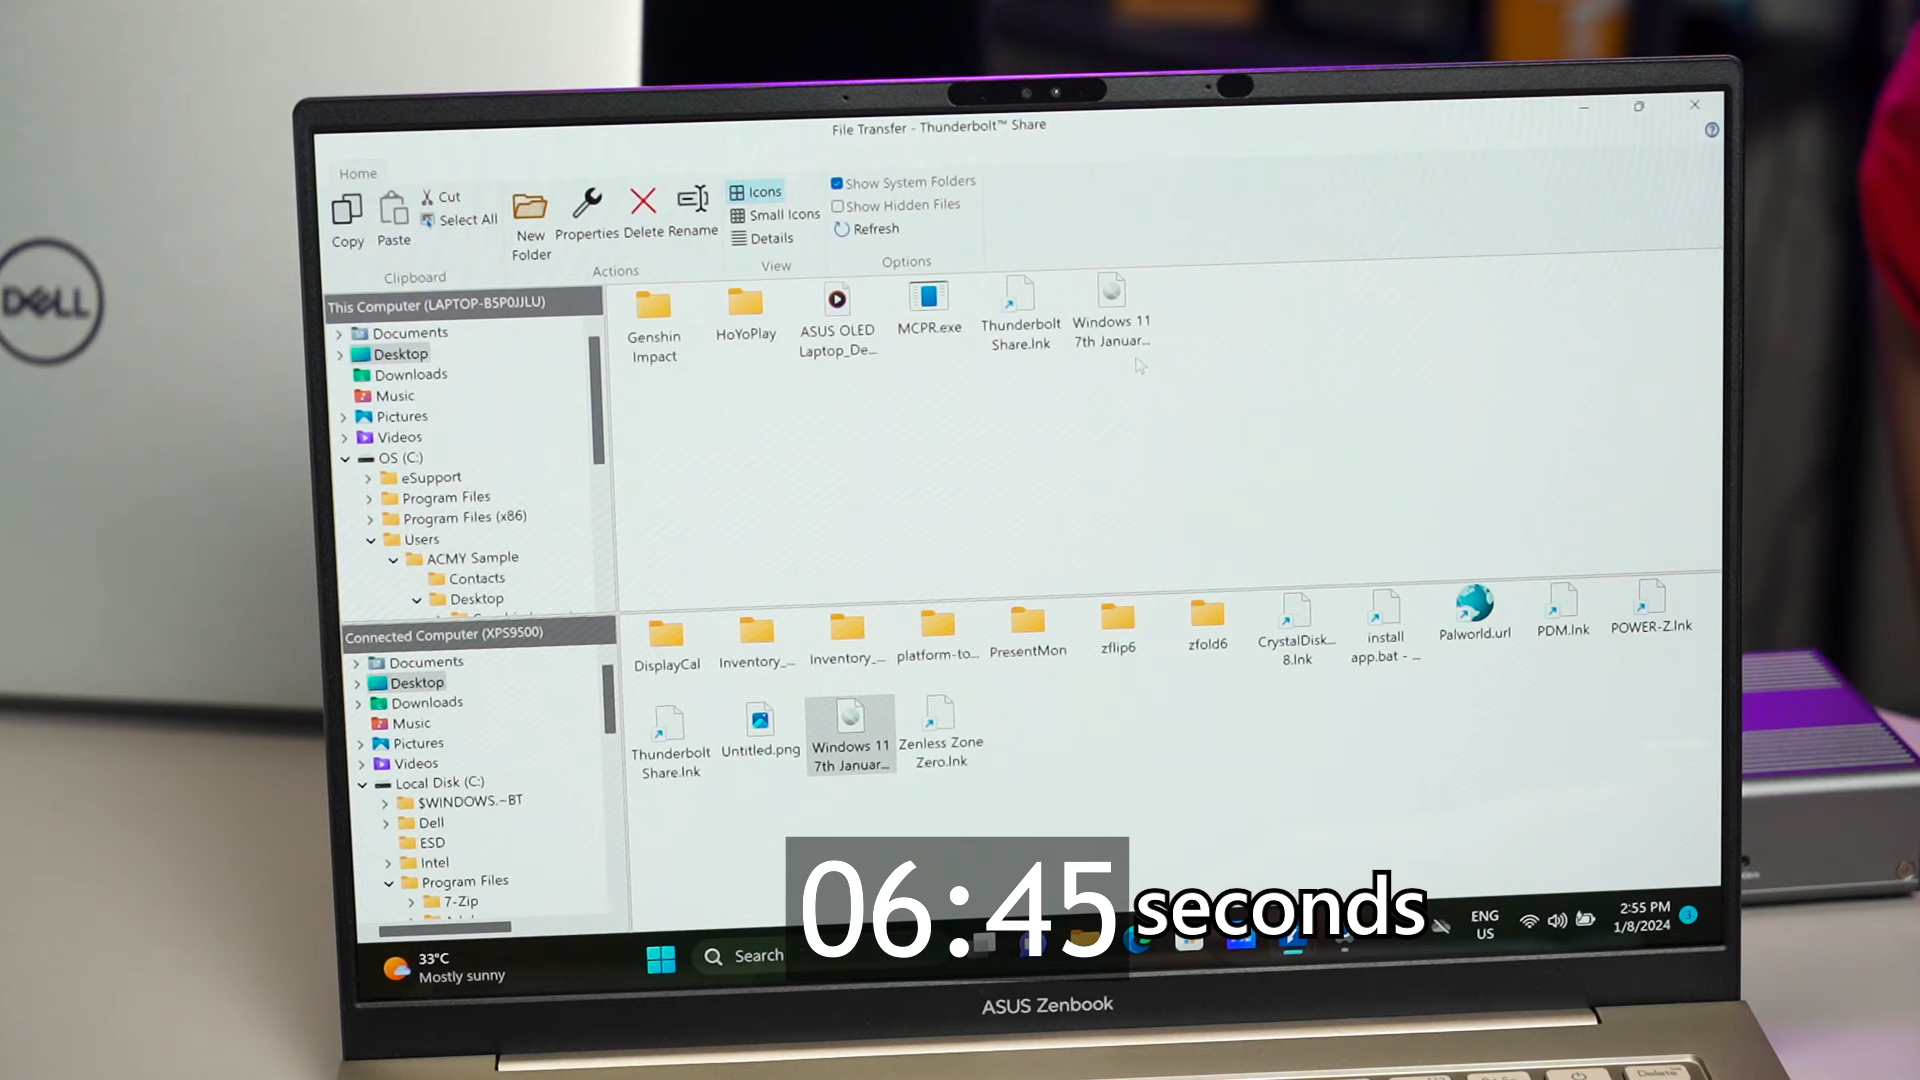 File Transfer - Thunderbolt™ Share
Home
Copy
Paste
Cut
Select All
Clipboard
New
Folder
Properties
Delete
Rename
Actions
Icons
Small Icons
Details
View
Show System Folders
Show Hidden Files
Refresh
Options
This Computer (LAPTOP-B5P0JJLU)
Documents
Desktop
Downloads
Music
Pictures
Videos
OS (C:)
eSupport
Program Files
Program Files (x86)
Users
ACMY Sample
Contacts
Desktop
Genshin
Impact
HoYoPlay
ASUS OLED
Laptop_De...
MCPR.exe
Thunderbolt
Share.lnk
Windows 11
7th Januar...
Connected Computer (XPS9500)
Documents
Desktop
Downloads
Music
Pictures
Videos
Local Disk (C:)
$WINDOWS.~BT
Dell
ESD
Intel
Program Files
7-Zip
DisplayCal
Inventory_...
Inventory_...
platform-to...
PresentMon
zflip6
zfold6
CrystalDisk...
8.lnk
install
app.bat - ...
Palworld.url
PDM.lnk
POWER-Z.lnk
Thunderbolt
Share.lnk
Untitled.png
Windows 11
7th Januar...
Zenless Zone
Zero.lnk
06:45 seconds
33°C
Mostly sunny
Search
ENG
US
2:55 PM
1/8/2024
3
ASUS Zenbook
DELL
Delete